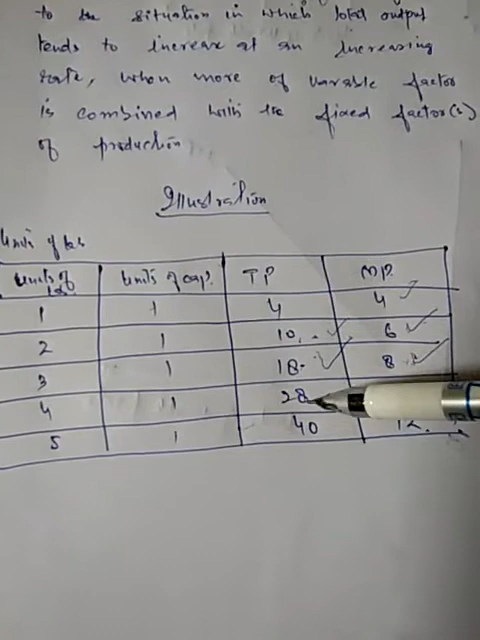 to the situation in which total output
tends to increase at an increasing
rate, when more of variable factor
is combined with the fixed factor(s)
of production
Illustration
Units of lab
Units of lab. Units of cap. TP MP
1 1 4 4
2 1 10 6
3 1 18 8
4 1 28
5 1 40 12